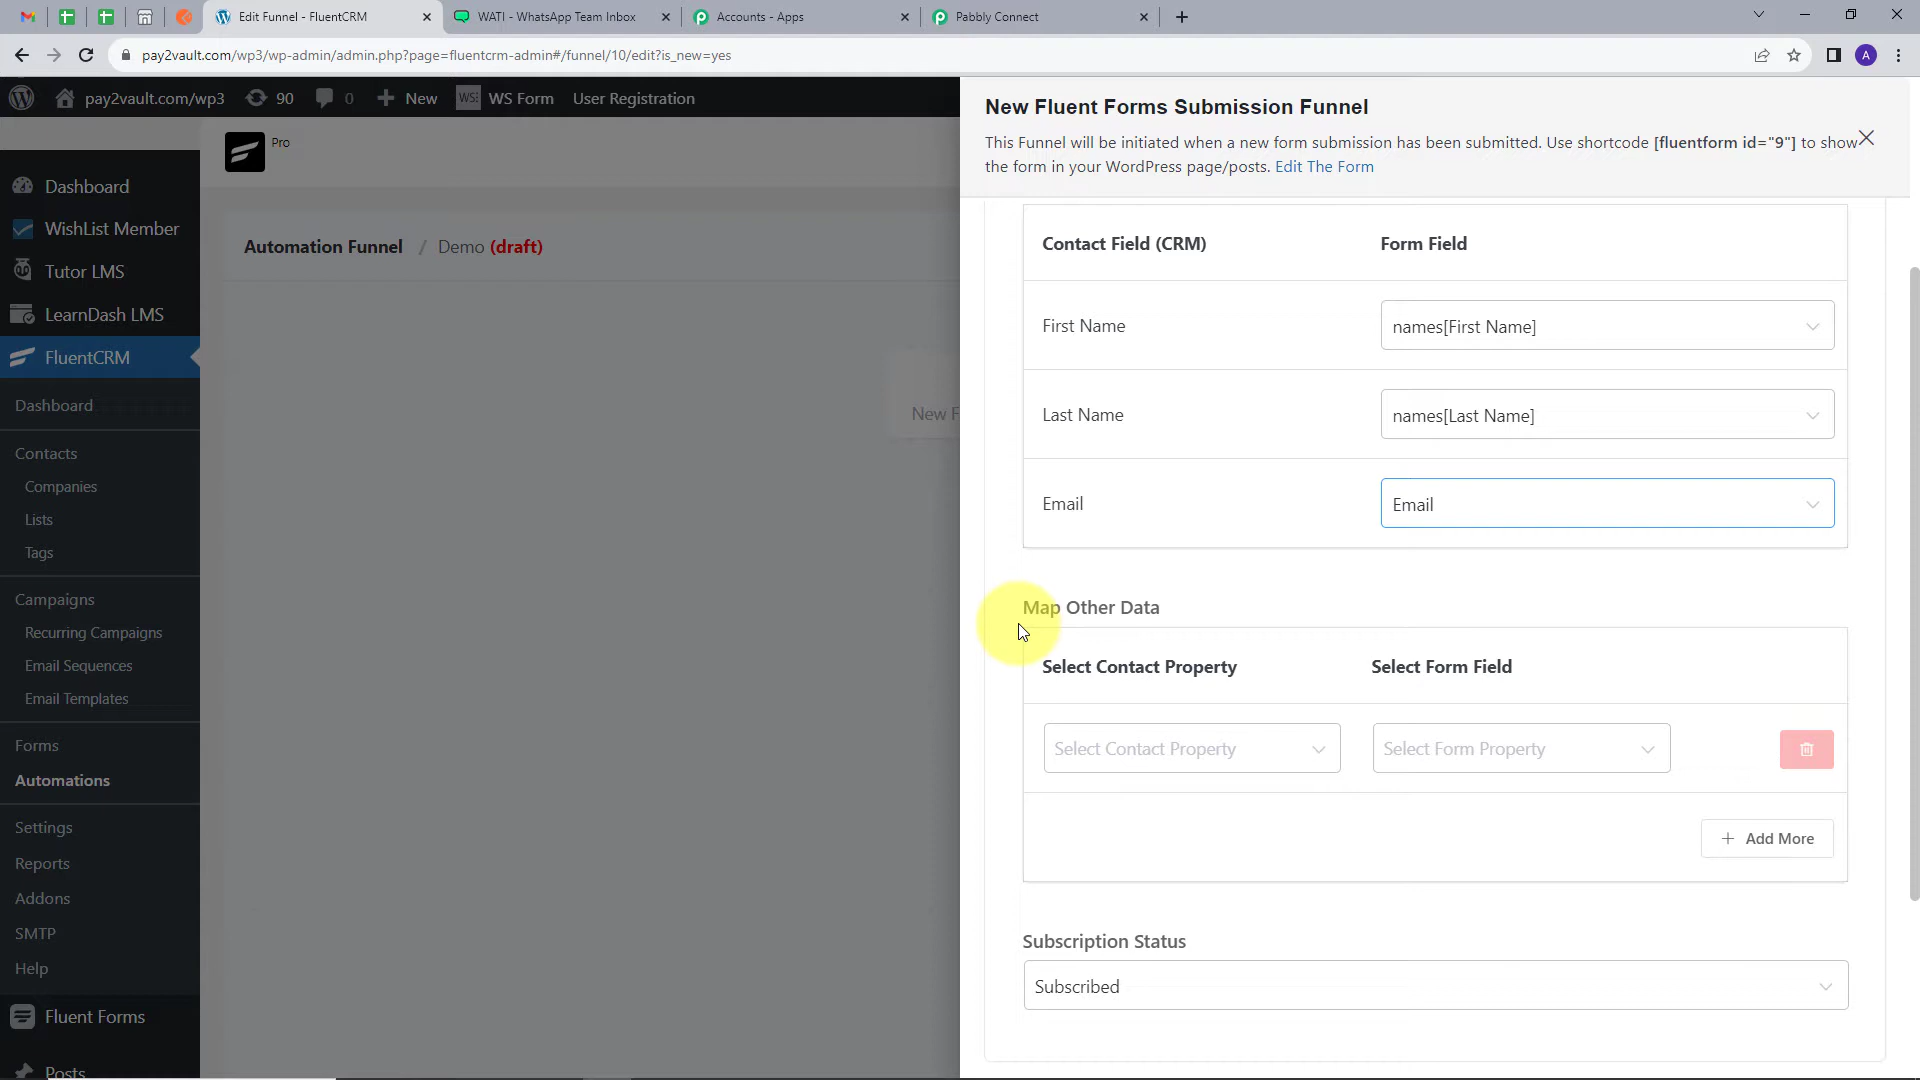 Edit Funnel - FluentCRM
WATI - WhatsApp Team Inbox
Accounts - Apps
Pabbly Connect
pay2vault.com/wp3/wp-admin/admin.php?page=fluentcrm-admin#/funnel/10/edit?is_new=yes
A
pay2vault.com/wp3
90
0
New
WS Form
User Registration
Pro
Dashboard
WishList Member
Tutor LMS
LearnDash LMS
FluentCRM
Dashboard
Contacts
Companies
Lists
Tags
Campaigns
Recurring Campaigns
Email Sequences
Email Templates
Forms
Automations
Settings
Reports
Addons
SMTP
Help
Fluent Forms
Posts
Automation Funnel / Demo (draft)
New F
New Fluent Forms Submission Funnel
This Funnel will be initiated when a new form submission has been submitted. Use shortcode [fluentform id="9"] to show
the form in your WordPress page/posts. Edit The Form
Contact Field (CRM) Form Field
First Name names[First Name]
Last Name names[Last Name]
Email Email
Map Other Data
Select Contact Property Select Form Field
Select Contact Property Select Form Property
Add More
Subscription Status
Subscribed